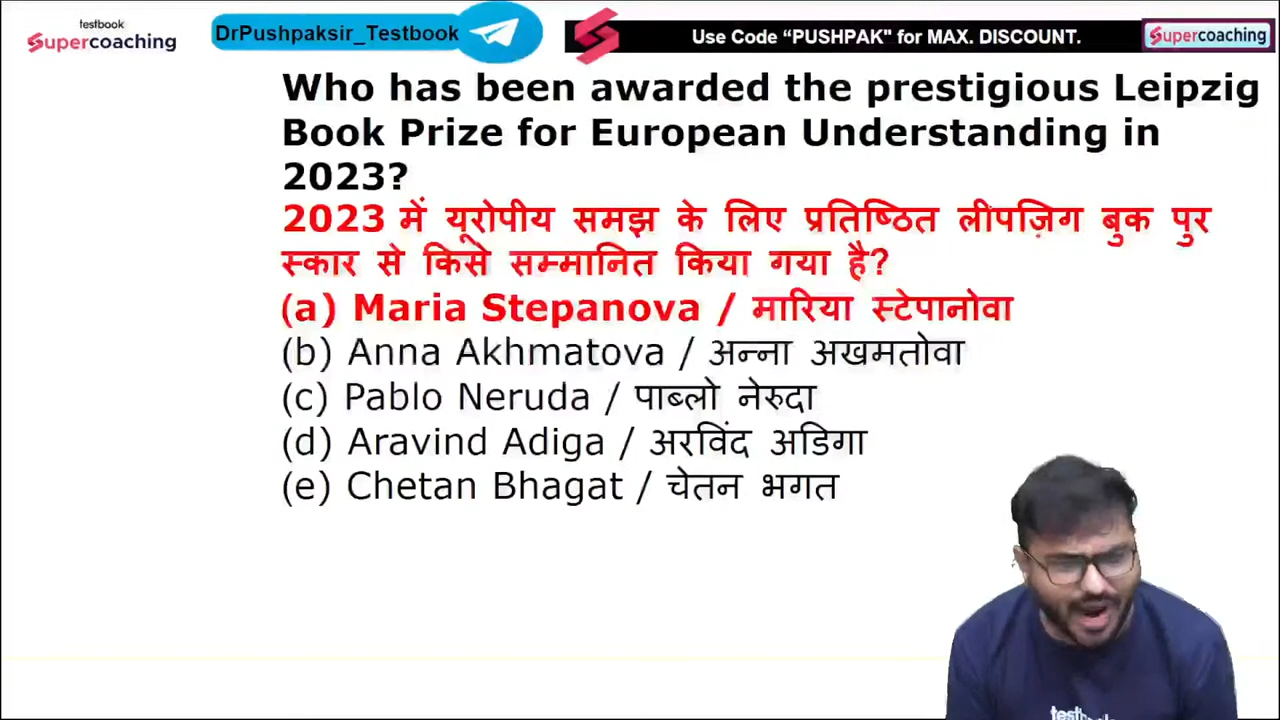 testbook
Supercoaching
DrPushpaksir_Testbook
Use Code “PUSHPAK" for MAX. DISCOUNT.
Supercoaching
Who has been awarded the prestigious Leipzig
Book Prize for European Understanding in
2023?
2023 में यूरोपीय समझ के लिए प्रतिष्ठित लीपज़िग बुक पुर
स्कार से किसे सम्मानित किया गया है?
(a) Maria Stepanova / मारिया स्टेपानोवा
(b) Anna Akhmatova / अन्ना अखमतोवा
(c) Pablo Neruda / पाब्लो नेरुदा
(d) Aravind Adiga / अरविंद अडिगा
(e) Chetan Bhagat / चेतन भगत